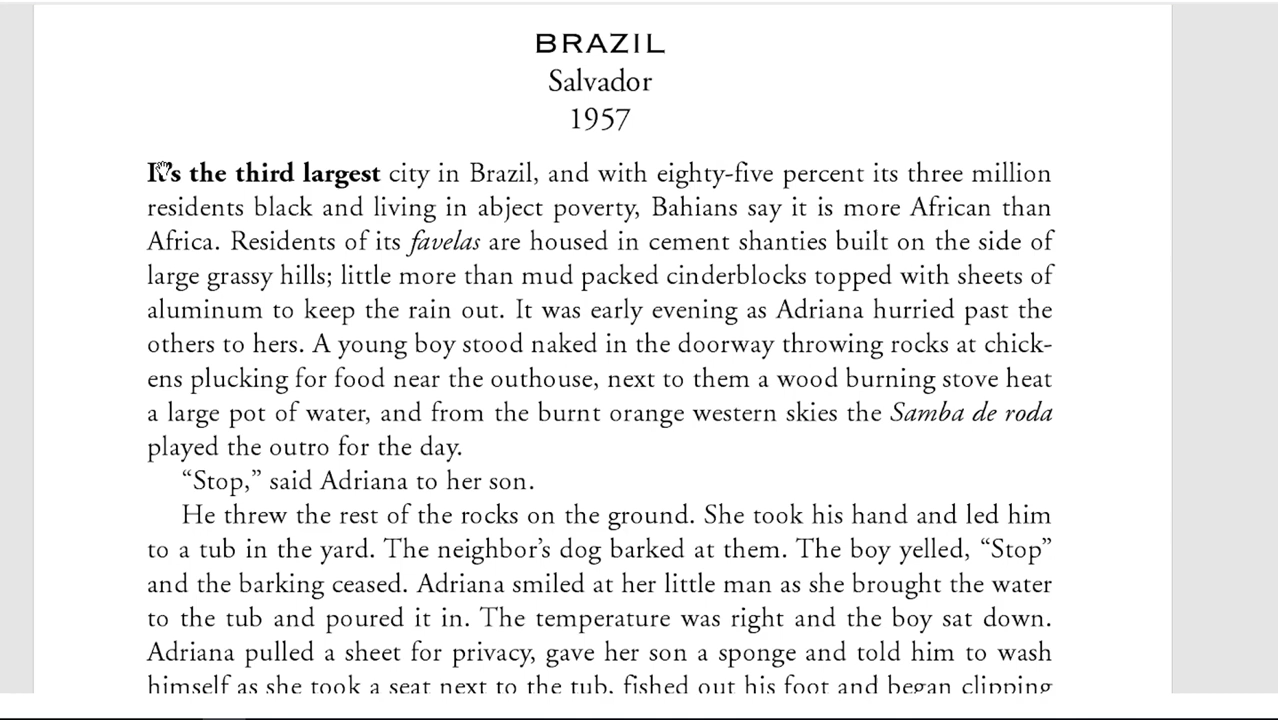 BRAZIL
Salvador
1957
It’s the third largest city in Brazil, and with eighty-five percent its three million
residents black and living in abject poverty, Bahians say it is more African than
Africa. Residents of its favelas are housed in cement shanties built on the side of
large grassy hills; little more than mud packed cinderblocks topped with sheets of
aluminum to keep the rain out. It was early evening as Adriana hurried past the
others to hers. A young boy stood naked in the doorway throwing rocks at chick-
ens plucking for food near the outhouse, next to them a wood burning stove heat
a large pot of water, and from the burnt orange western skies the Samba de roda
played the outro for the day.
“Stop,” said Adriana to her son.
He threw the rest of the rocks on the ground. She took his hand and led him
to a tub in the yard. The neighbor’s dog barked at them. The boy yelled, “Stop”
and the barking ceased. Adriana smiled at her little man as she brought the water
to the tub and poured it in. The temperature was right and the boy sat down.
Adriana pulled a sheet for privacy, gave her son a sponge and told him to wash
himself as she took a seat next to the tub, fished out his foot and began clipping